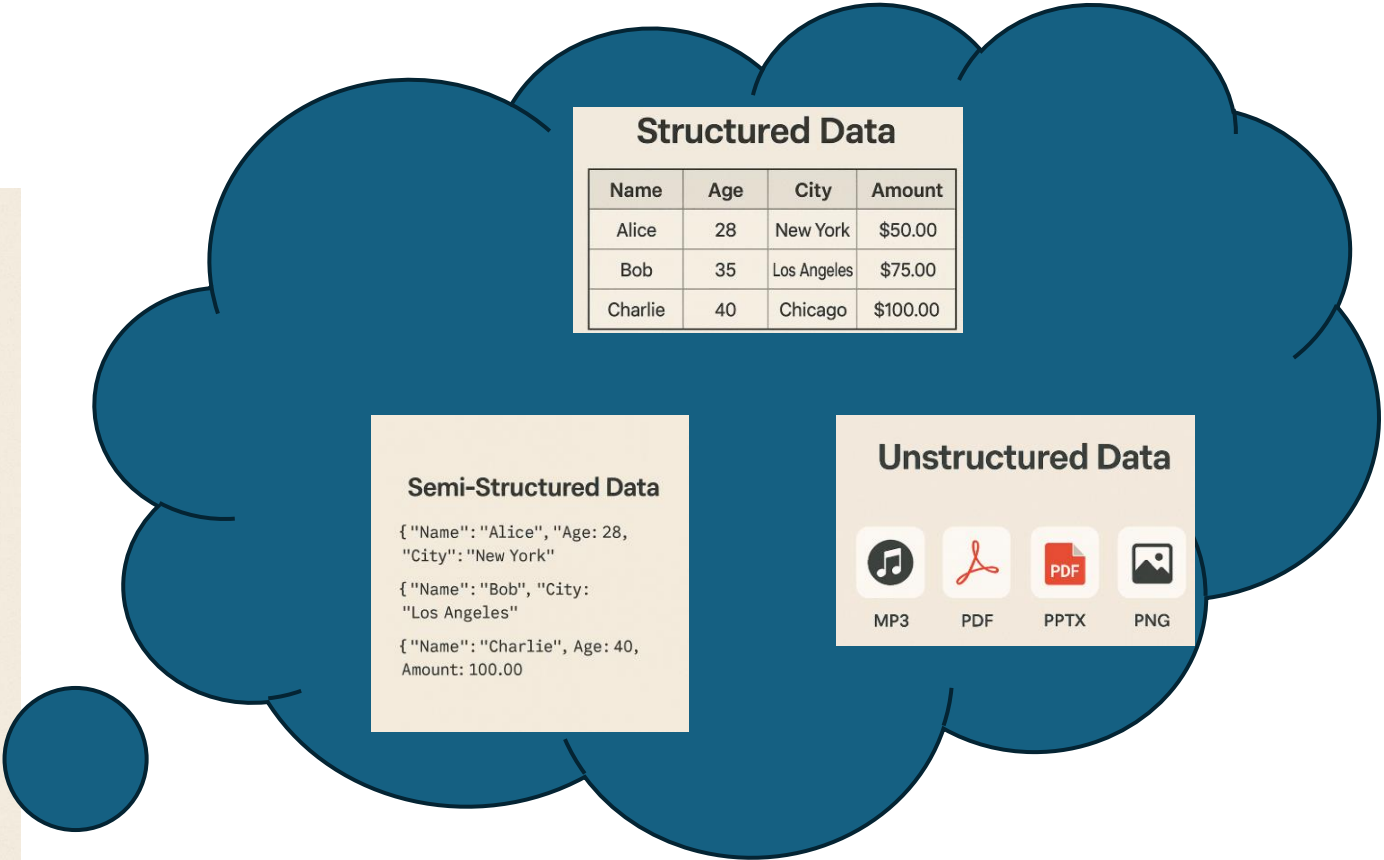 Structured Data
Name Age City Amount
Alice 28 New York $50.00
Bob 35 Los Angeles $75.00
Charlie 40 Chicago $100.00
Semi-Structured Data
{"Name": "Alice", "Age: 28,
"City": "New York"
{"Name": "Bob", "City:
"Los Angeles"
{"Name": "Charlie", Age: 40,
Amount: 100.00
Unstructured Data
PDF
MP3 PDF PPTX PNG